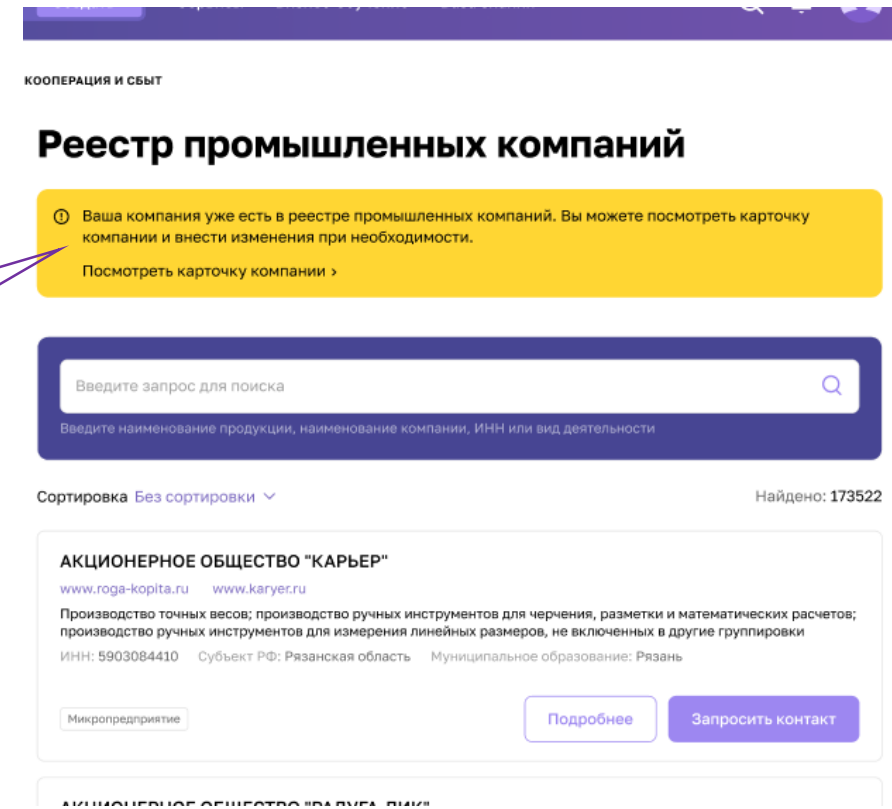 КООПЕРАЦИЯ И СБЫТ
Реестр промышленных компаний
Ваша компания уже есть в реестре промышленных компаний. Вы можете посмотреть карточку
компании и внести изменения при необходимости.
Посмотреть карточку компании ›
Введите запрос для поиска
Введите наименование продукции, наименование компании, ИНН или вид деятельности
Сортировка Без сортировки
Найдено: 173522
АКЦИОНЕРНОЕ ОБЩЕСТВО "КАРЬЕР"
www.roga-kopita.ru www.karyer.ru
Производство точных весов; производство ручных инструментов для черчения, разметки и математических расчетов;
производство ручных инструментов для измерения линейных размеров, не включенных в другие группировки
ИНН: 5903084410 Субъект РФ: Рязанская область Муниципальное образование: Рязань
Микропредприятие
Подробнее
Запросить контакт
АКЦИОНЕРНОЕ ОБЩЕСТВО